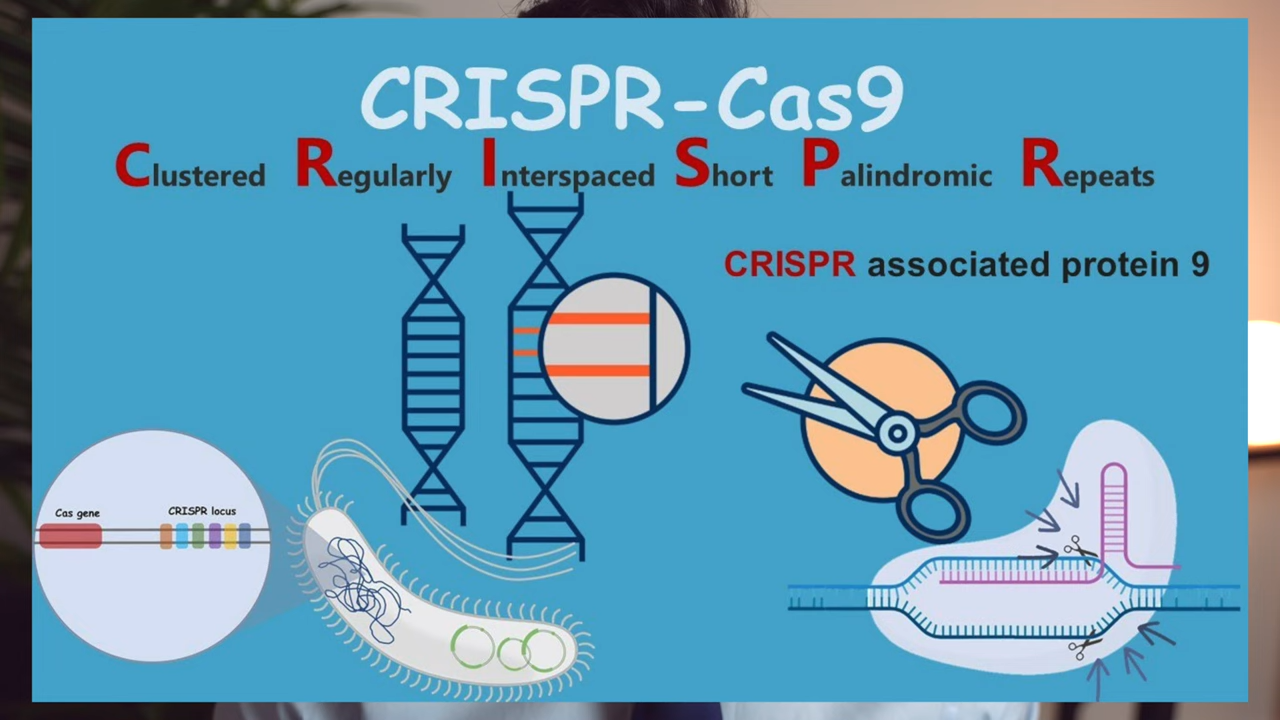 CRISPR-Cas9
Clustered Regularly Interspaced Short Palindromic Repeats
CRISPR associated protein 9
Cas gene
CRISPR locus